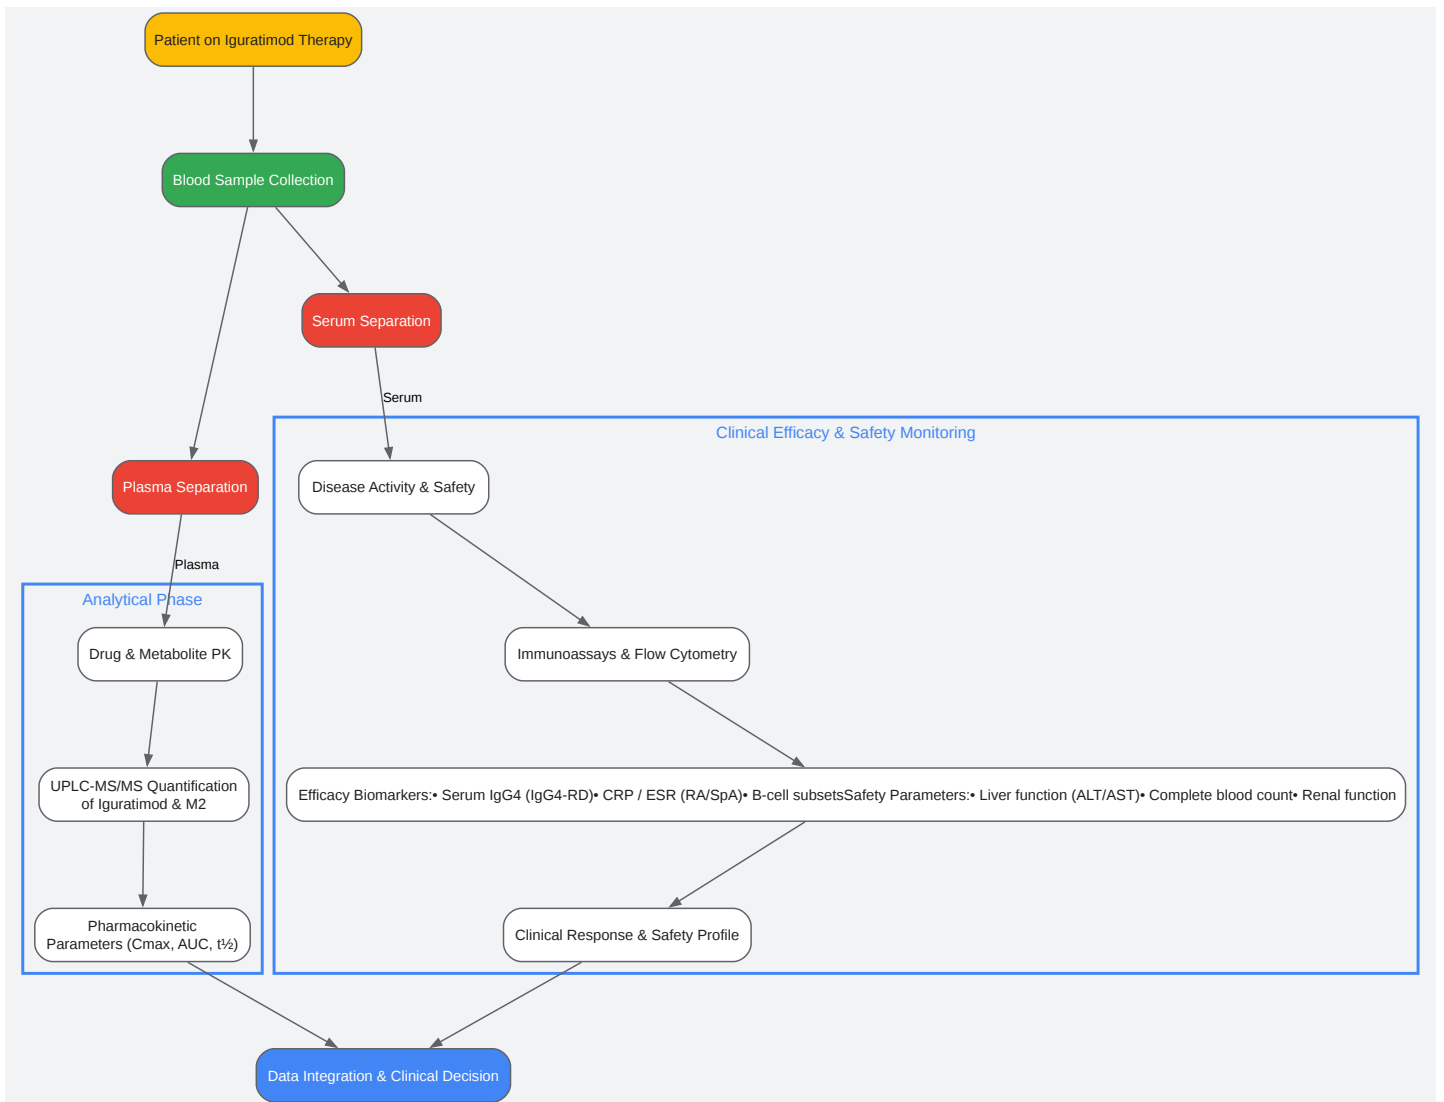 Patient on Iguratimod Therapy
Blood Sample Collection
Serum Separation
Serum
Clinical Efficacy & Safety Monitoring
Plasma Separation
Disease Activity & Safety
Plasma
Analytical Phase
Drug & Metabolite PK
Immunoassays & Flow Cytometry
UPLC-MS/MS Quantification
of Iguratimod & M2
Efficacy Biomarkers:• Serum IgG4 (IgG4-RD)• CRP / ESR (RA/SpA)• B-cell subsetsSafety Parameters:• Liver function (ALT/AST)• Complete blood count• Renal function
Pharmacokinetic
Parameters (Cmax, AUC, t½)
Clinical Response & Safety Profile
Data Integration & Clinical Decision